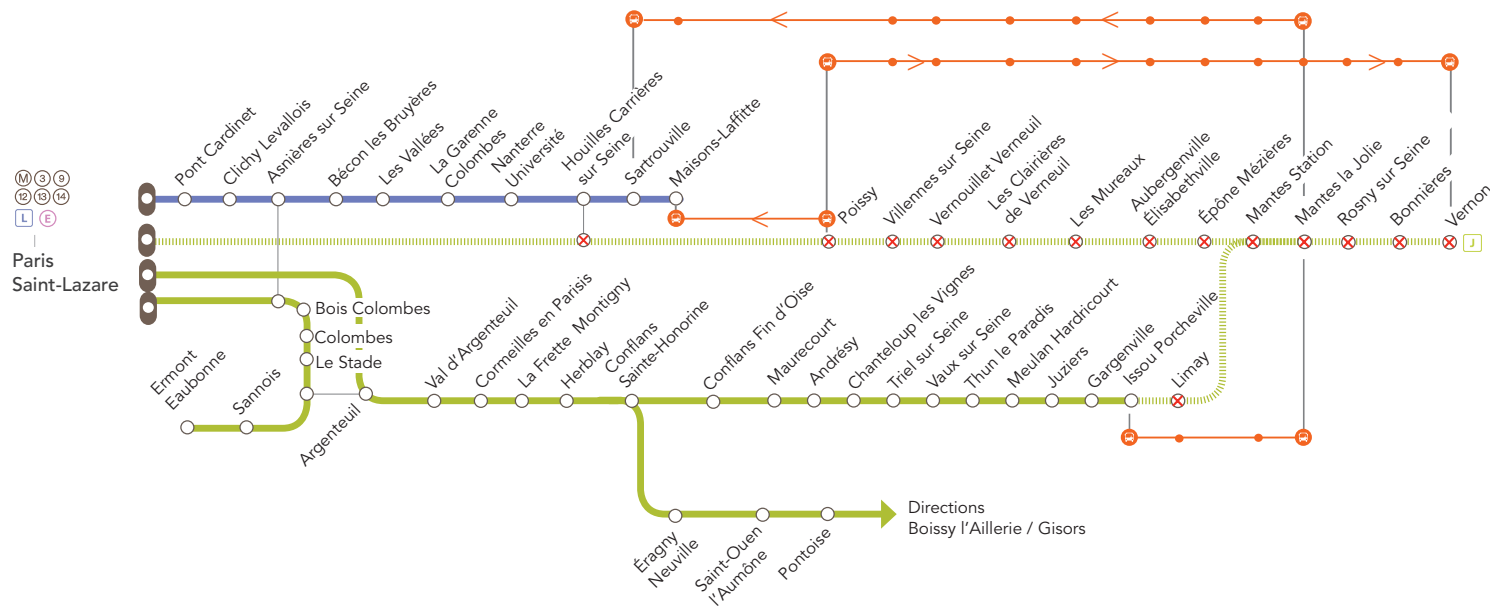 Pont Cardinet
Clichy Levallois
Asnières sur Seine
Bécon les Bruyères
Les Vallées
La Garenne
Colombes
Nanterre
Université
Houilles Carrières
sur Seine
Sartrouville
Maisons-Laffitte
M 3 9
12 13 14
L E
Paris
Saint-Lazare
Poissy
Villennes sur Seine
Vernouillet Verneuil
Les Clairières
de Verneuil
Les Mureaux
Aubergenville
Élisabethville
Épône Mézières
Mantes Station
Mantes la Jolie
Rosny sur Seine
Bonnières
Vernon
J
Bois Colombes
Colombes
Le Stade
Ermont
Eaubonne
Sannois
Argenteuil
Val d'Argenteuil
Cormeilles en Parisis
La Frette Montigny
Herblay
Conflans
Sainte-Honorine
Conflans Fin d'Oise
Maurecourt
Andrésy
Chanteloup les Vignes
Triel sur Seine
Vaux sur Seine
Thun le Paradis
Meulan Hardricourt
Juziers
Gargenville
Issou Porcheville
Limay
Éragny
Neuville
Saint-Ouen
l'Aumône
Pontoise
Directions
Boissy l'Aillerie / Gisors